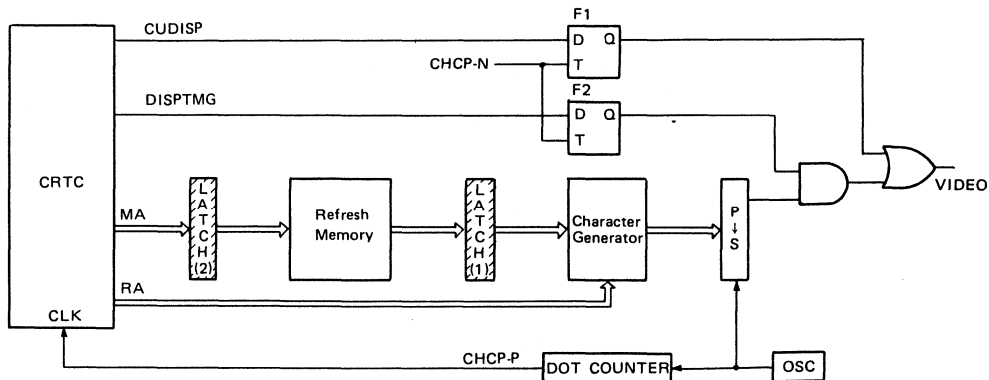 CUDISP
F1
D Q
T
CHCP-N
F2
D Q
T
DISPTMG
CRTC
MA
LATCH(2)
Refresh
Memory
LATCH(1)
Character
Generator
P↓S
VIDEO
RA
CLK
CHCP-P
DOT COUNTER
OSC